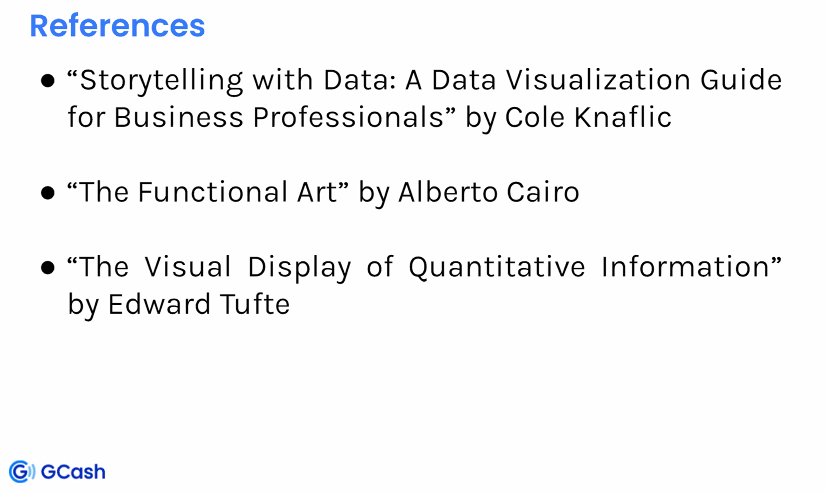 References
● “Storytelling with Data: A Data Visualization Guide
for Business Professionals” by Cole Knaflic
● “The Functional Art” by Alberto Cairo
● “The Visual Display of Quantitative Information”
by Edward Tufte
GCash